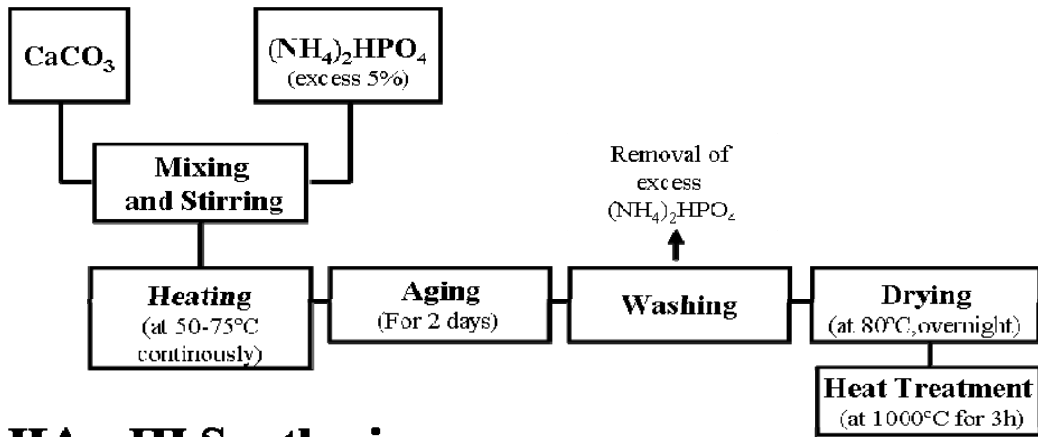 CaCO₃
(NH₄)₂HPO₄
(excess 5%)
Mixing
and Stirring
Removal of
excess
(NH₄)₂HPO₄
Heating
(at 50-75°C
continously)
Aging
(For 2 days)
Washing
Drying
(at 80°C,overnight)
Heat Treatment
(at 1000°C for 3h)